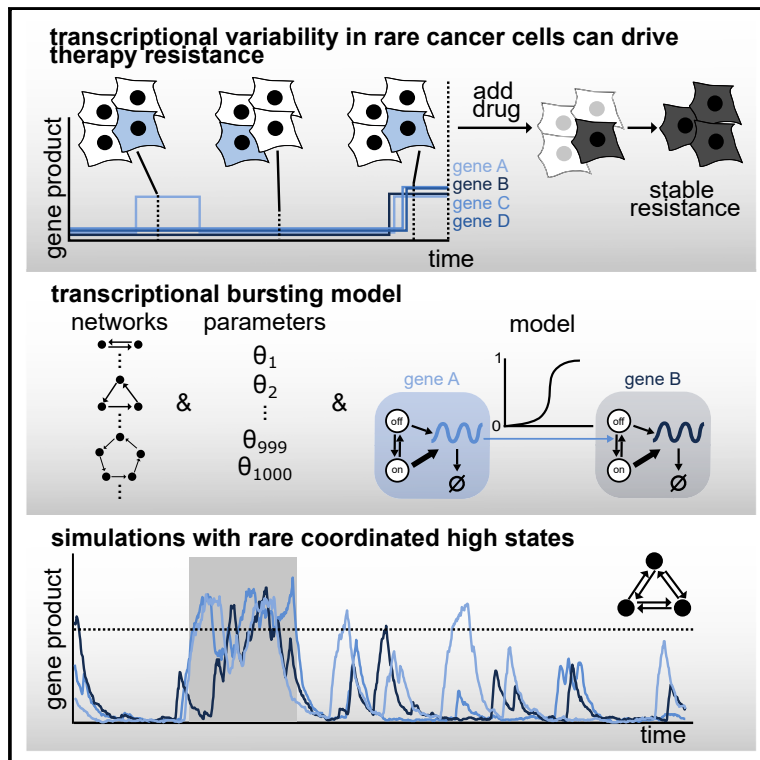 transcriptional variability in rare cancer cells can drive
therapy resistance
add
drug
gene product
gene A
gene B
gene C
gene D
stable
resistance
time
transcriptional bursting model
networks
parameters
model
⋮
⋮
⋮
&
θ1
θ2
⋮
θ999
θ1000
&
1
0
gene A
off
on
Ø
gene B
off
on
Ø
simulations with rare coordinated high states
gene product
time